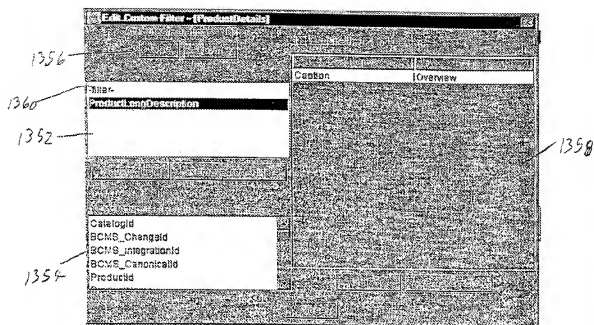 Edit Custom Filter - [ProductDetails]
1356
Caption Overview
1360
-filter-
ProductLongDescription
1352
1358
CatalogId
BCMS_ChangeId
BCMS_IntegrationId
BCMS_CanonicalId
1354
ProductId